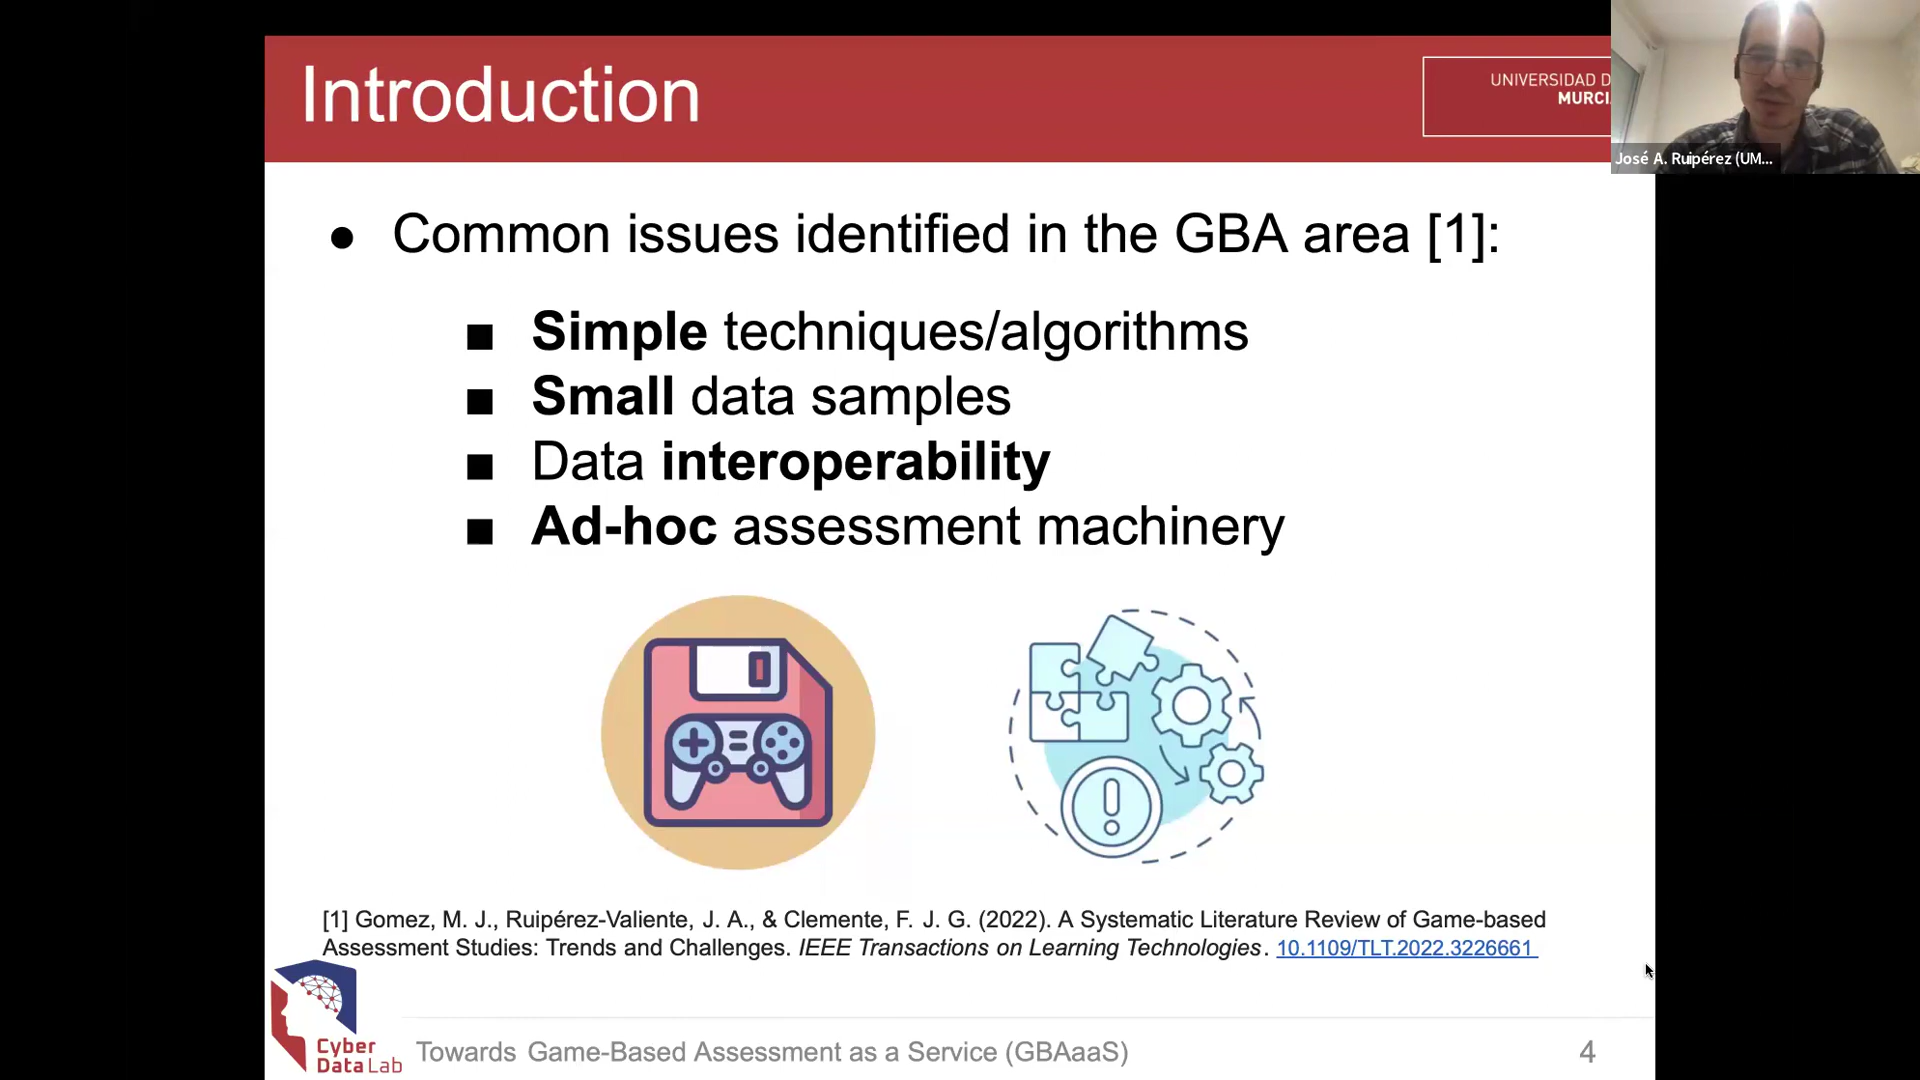 Introduction
UNIVERSIDAD D
MURCI
José A. Ruipérez (UM...
● Common issues identified in the GBA area [1]:
■ Simple techniques/algorithms
■ Small data samples
■ Data interoperability
■ Ad-hoc assessment machinery
[1] Gomez, M. J., Ruipérez-Valiente, J. A., & Clemente, F. J. G. (2022). A Systematic Literature Review of Game-based
Assessment Studies: Trends and Challenges. IEEE Transactions on Learning Technologies. 10.1109/TLT.2022.3226661
Cyber
DataLab
Towards Game-Based Assessment as a Service (GBAaaS)
4